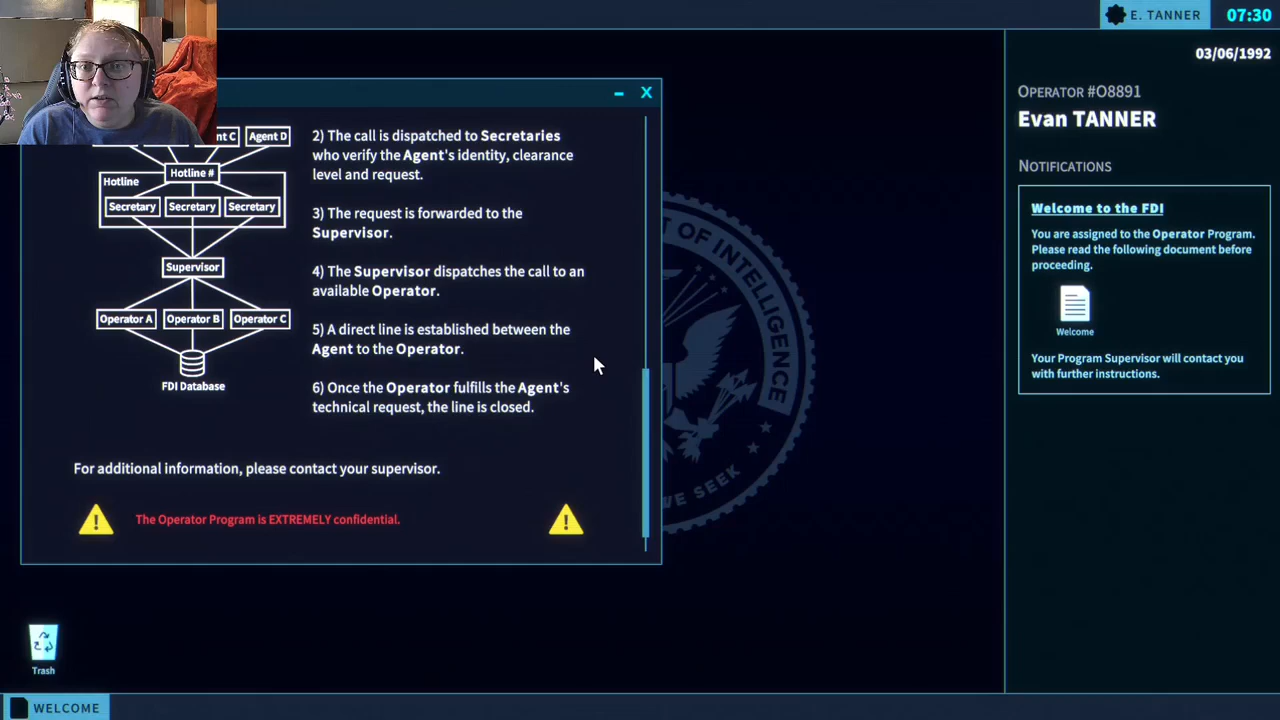 E. TANNER
07:30
03/06/1992
OPERATOR #O8891
Evan TANNER
NOTIFICATIONS
Welcome to the FDI
You are assigned to the Operator Program.
Please read the following document before
proceeding.
Welcome
Your Program Supervisor will contact you
with further instructions.
X
t C
Agent D
Hotline #
Hotline
Secretary
Secretary
Secretary
Supervisor
Operator A
Operator B
Operator C
FDI Database
2) The call is dispatched to Secretaries
who verify the Agent's identity, clearance
level and request.
3) The request is forwarded to the
Supervisor.
4) The Supervisor dispatches the call to an
available Operator.
5) A direct line is established between the
Agent to the Operator.
6) Once the Operator fulfills the Agent's
technical request, the line is closed.
For additional information, please contact your supervisor.
The Operator Program is EXTREMELY confidential.
OF INTELLIGENCE
WE SEEK
Trash
WELCOME